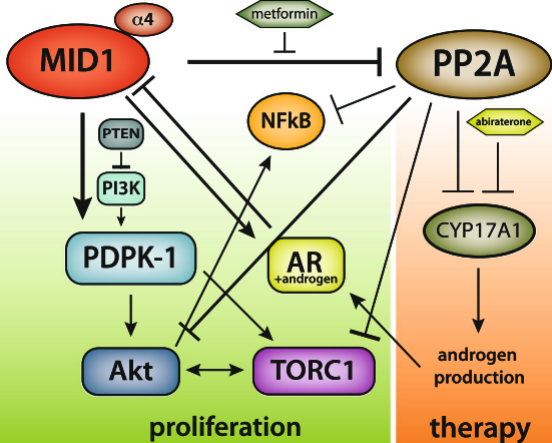 α4
metformin
MID1
PP2A
NFkB
abiraterone
PTEN
PI3K
CYP17A1
PDPK-1
AR
+androgen
Akt
TORC1
androgen
production
proliferation
therapy